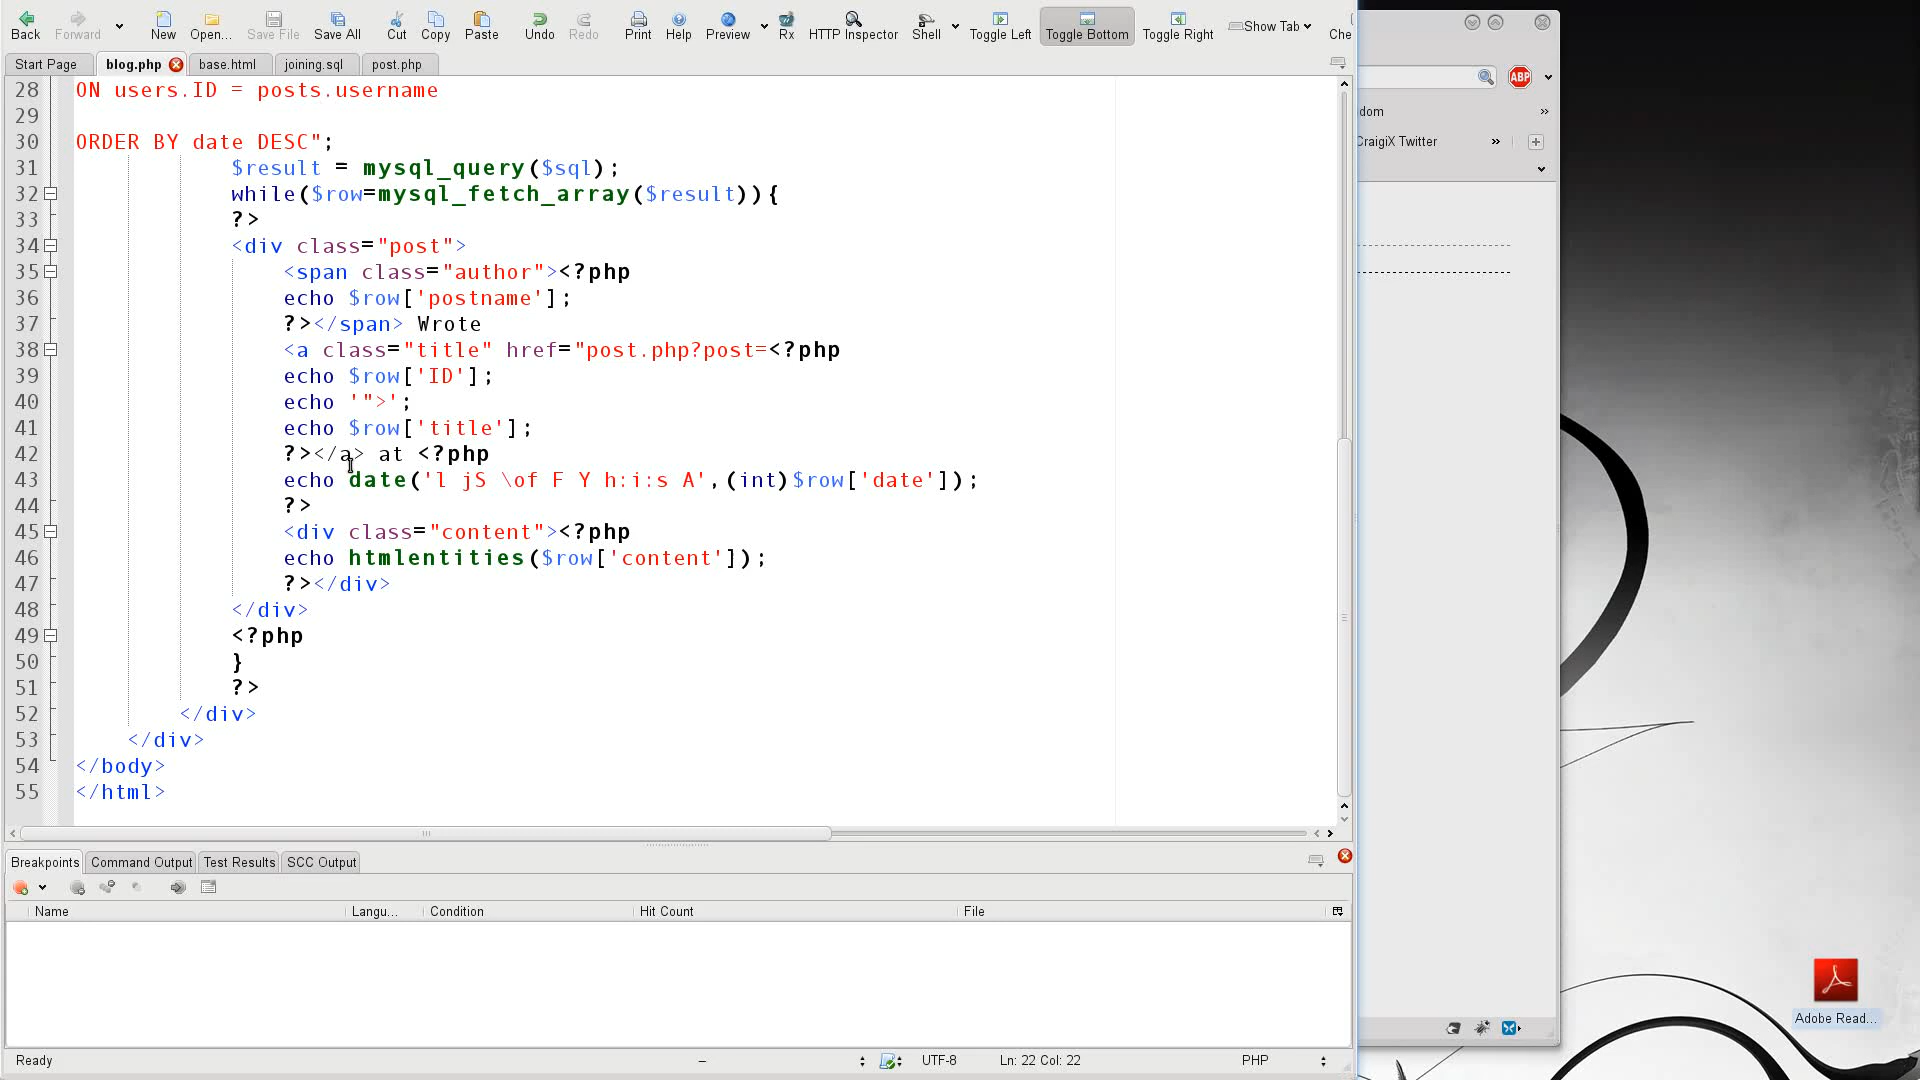 Back Forward New Open... Save File Save All Cut Copy Paste Undo Redo Print Help Preview Rx HTTP Inspector Shell Toggle Left Toggle Bottom Toggle Right Show Tab Che
Start Page blog.php base.html joining.sql post.php
28 ON users.ID = posts.username
29
30 ORDER BY date DESC";
31 $result = mysql_query($sql);
32 while($row=mysql_fetch_array($result)){
33 ?>
34 <div class="post">
35 <span class="author"><?php
36 echo $row['postname'];
37 ?></span> Wrote
38 <a class="title" href="post.php?post=<?php
39 echo $row['ID'];
40 echo '">';
41 echo $row['title'];
42 ?></a> at <?php
43 echo date('l jS \of F Y h:i:s A',(int)$row['date']);
44 ?>
45 <div class="content"><?php
46 echo htmlentities($row['content']);
47 ?></div>
48 </div>
49 <?php
50 }
51 ?>
52 </div>
53 </div>
54 </body>
55 </html>
Breakpoints Command Output Test Results SCC Output
Name Langu... Condition Hit Count File
Ready UTF-8 Ln: 22 Col: 22 PHP
ABP
dom »
CraigiX Twitter »
Adobe Read...